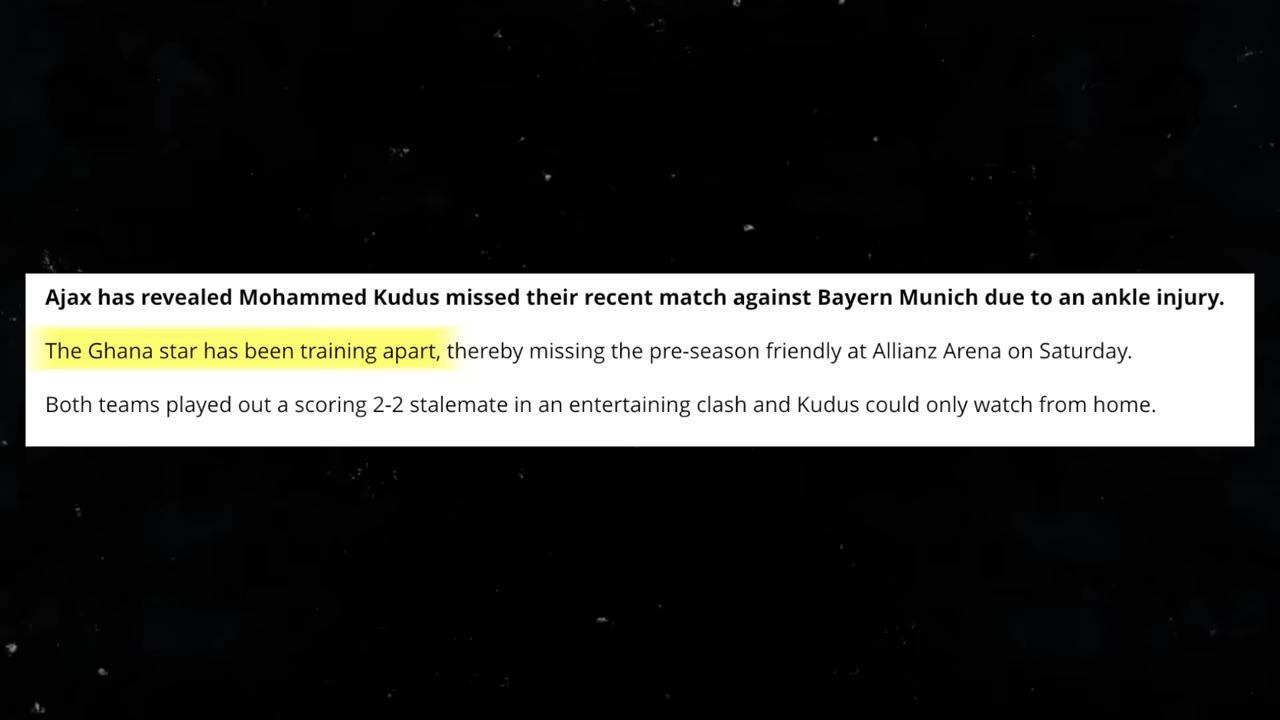 Ajax has revealed Mohammed Kudus missed their recent match against Bayern Munich due to an ankle injury.
The Ghana star has been training apart, thereby missing the pre-season friendly at Allianz Arena on Saturday.
Both teams played out a scoring 2-2 stalemate in an entertaining clash and Kudus could only watch from home.